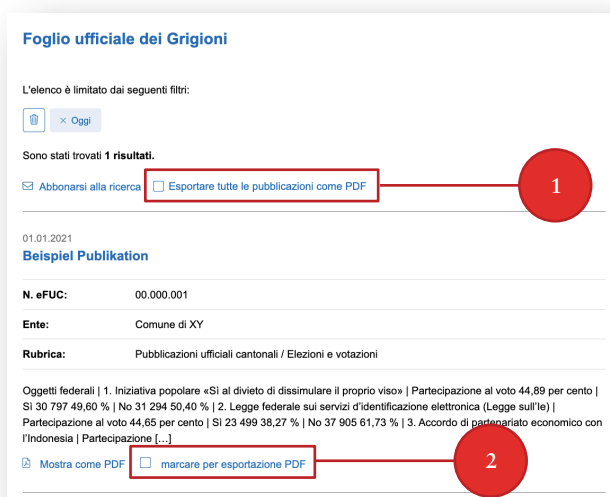 Foglio ufficiale dei Grigioni
L'elenco è limitato dai seguenti filtri:
× Oggi
Sono stati trovati 1 risultati.
Abbonarsi alla ricerca Esportare tutte le pubblicazioni come PDF
1
01.01.2021
Beispiel Publikation
N. eFUC: 00.000.001
Ente: Comune di XY
Rubrica: Pubblicazioni ufficiali cantonali / Elezioni e votazioni
Oggetti federali | 1. Iniziativa popolare «Sì al divieto di dissimulare il proprio viso» | Partecipazione al voto 44,89 per cento |
Sì 30 797 49,60 % | No 31 294 50,40 % | 2. Legge federale sui servizi d'identificazione elettronica (Legge sull'Ie) |
Partecipazione al voto 44,65 per cento | Sì 23 499 38,27 % | No 37 905 61,73 % | 3. Accordo di partenariato economico con
l'Indonesia | Partecipazione […]
Mostra come PDF marcare per esportazione PDF
2